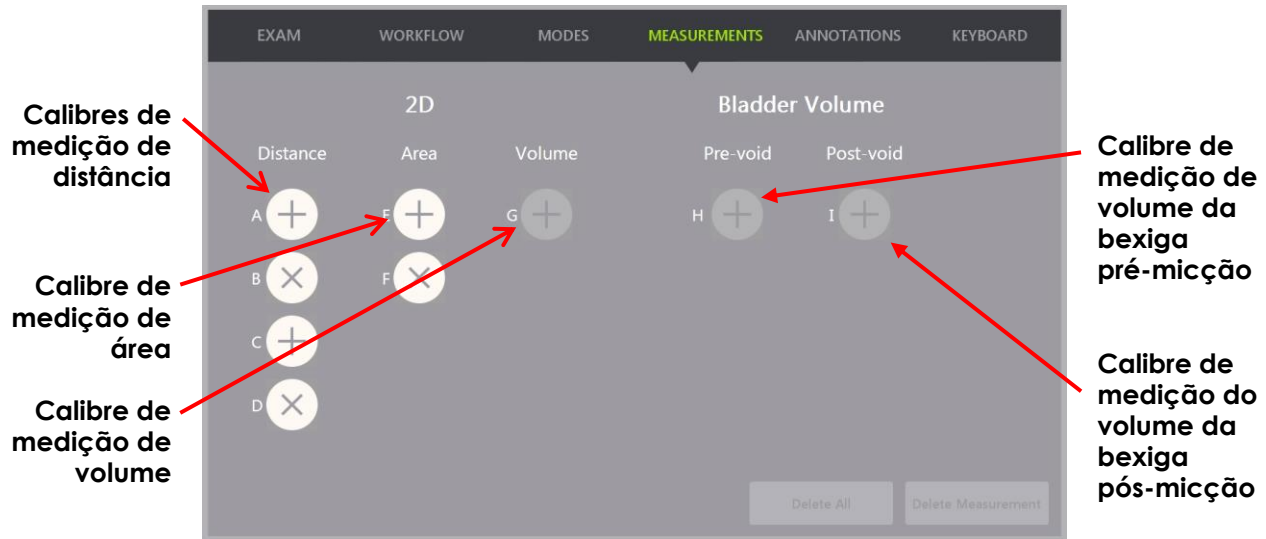 EXAM WORKFLOW MODES MEASUREMENTS ANNOTATIONS KEYBOARD
2D Bladder Volume
Distance Area Volume Pre-void Post-void
A E G H I
B F
C
D
Delete All Delete Measurement
Calibres de
medição de
distância
Calibre de
medição de
área
Calibre de
medição de
volume
Calibre de
medição de
volume da
bexiga
pré-micção
Calibre de
medição do
volume da
bexiga
pós-micção